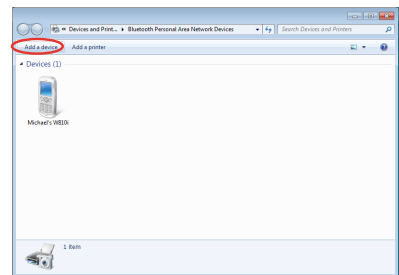 « Devices and Print... ▸ Bluetooth Personal Area Network Devices
Search Devices and Printers
Add a device Add a printer
Devices (1)
Michael's W810i
1 item